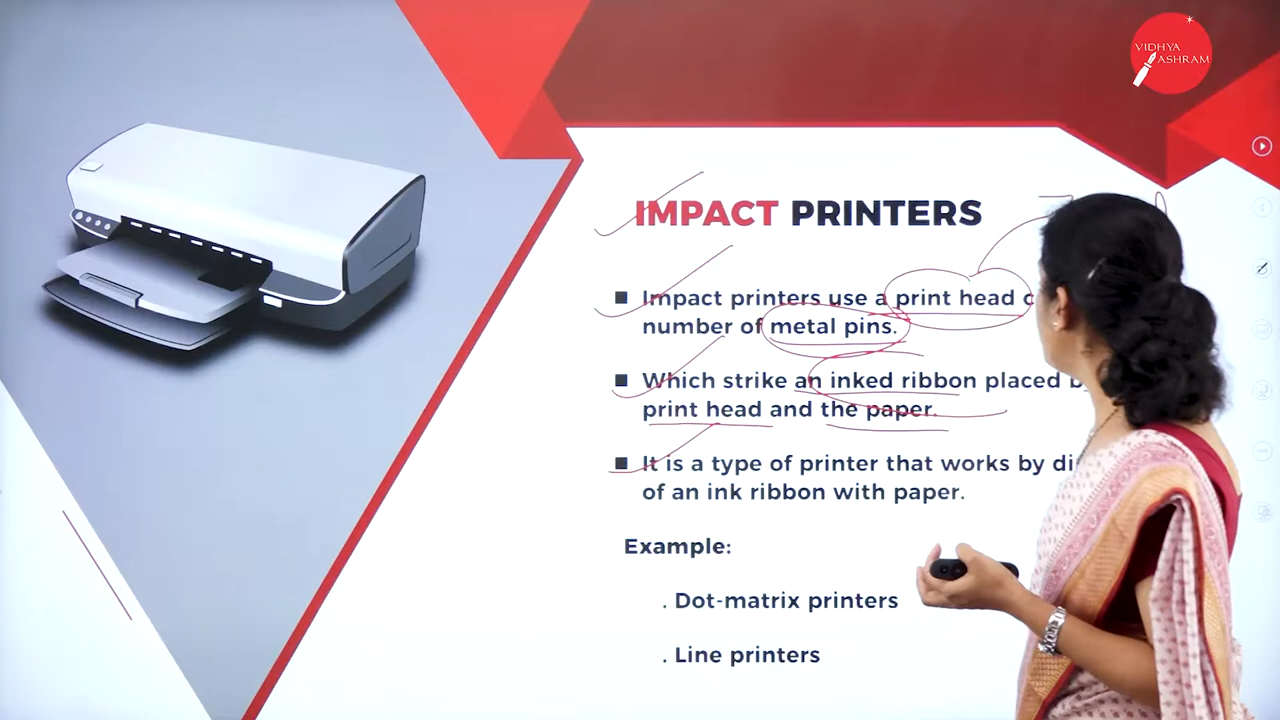 VIDHYA
ASHRAM
IMPACT PRINTERS
Impact printers use a print head
number of metal pins.
Which strike an inked ribbon placed
print head and the paper.
It is a type of printer that works by
of an ink ribbon with paper.
Example:
. Dot-matrix printers
. Line printers